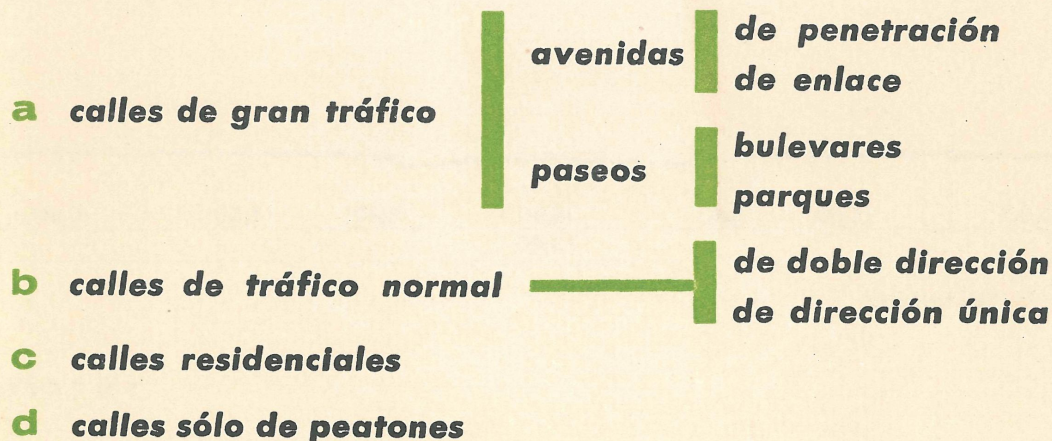 a calles de gran tráfico
avenidas
de penetración
de enlace
paseos
bulevares
parques
b calles de tráfico normal
de doble dirección
de dirección única
c calles residenciales
d calles sólo de peatones